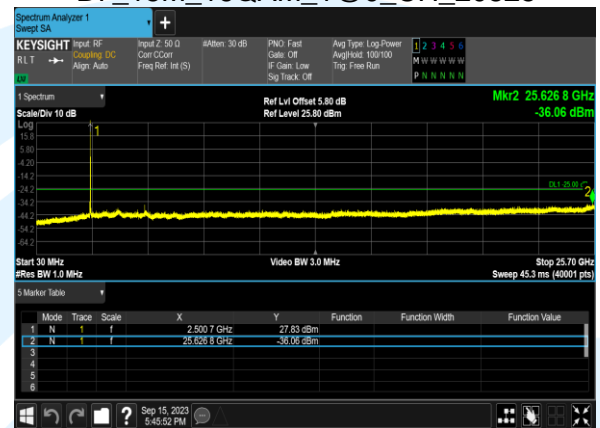 Spectrum Analyzer 1
Swept SA
KEYSIGHT
RLT
Input: RF
Coupling: DC
Align: Auto
Input Z: 50 Ω
Corr CCorr
Freq Ref: Int (S)
#Atten: 30 dB
PNO: Fast
Gate: Off
IF Gain: Low
Sig Track: Off
Avg Type: Log-Power
Avg|Hold: 100/100
Trig: Free Run
1 2 3 4 5 6
M W W W W W
P N N N N N
1 Spectrum
Scale/Div 10 dB
Ref Lvl Offset 5.80 dB
Ref Level 25.80 dBm
Mkr2 25.626 8 GHz
-36.06 dBm
Log
15.8
5.80
-4.20
-14.2
-24.2
-34.2
-44.2
-54.2
-64.2
1
DL1 -25.00
2
Start 30 MHz
#Res BW 1.0 MHz
Video BW 3.0 MHz
Stop 25.70 GHz
Sweep 45.3 ms (40001 pts)
5 Marker Table
Mode Trace Scale X Y Function Function Width Function Value
1 N 1 f 2.500 7 GHz 27.83 dBm
2 N 1 f 25.626 8 GHz -36.06 dBm
3
4
5
6
?
Sep 15, 2023
5:45:52 PM